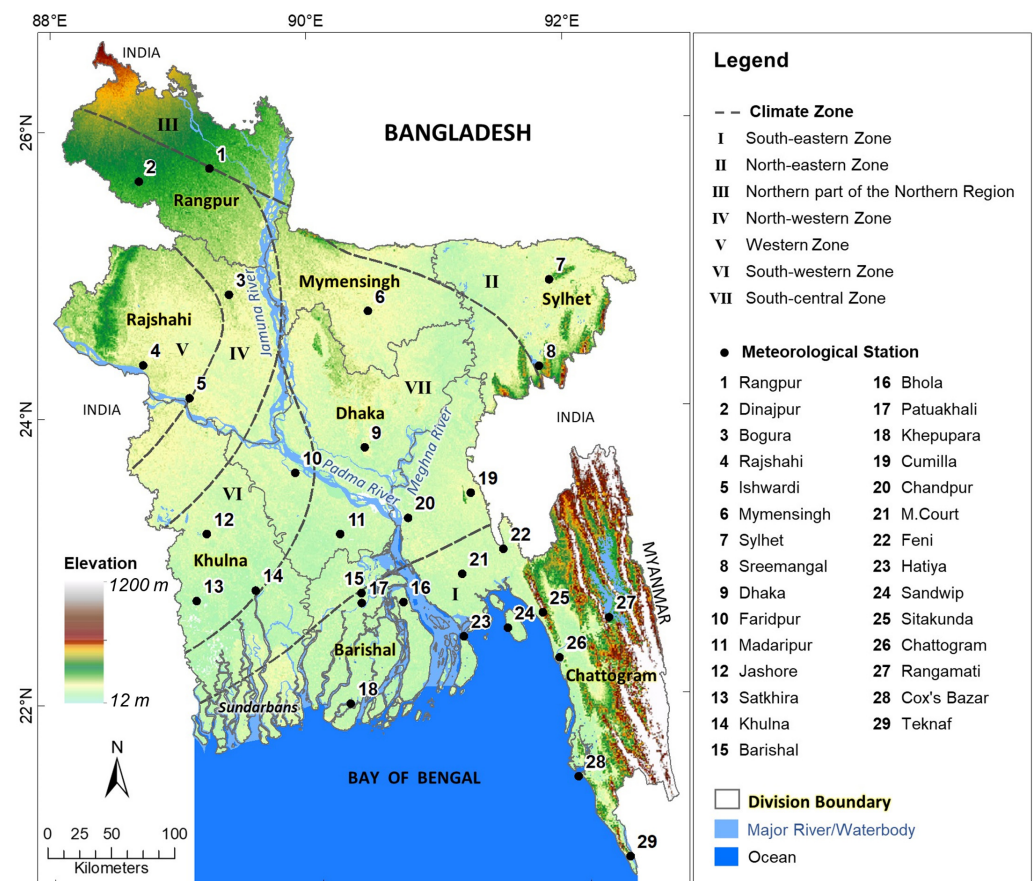 88°E 90°E 92°E
26°N
24°N
22°N
INDIA
BANGLADESH
III
1
2
Rangpur
3
Mymensingh
6
II
7
Sylhet
Jamuna River
Rajshahi
V
IV
4
5
8
VII
INDIA
INDIA
Dhaka
9
Meghna River
10
Padma River
VI
19
20
12
11
22
Khulna
21
MYANMAR
13
14
15
17
16
I
25
27
23
24
Barishal
26
Chattogram
18
Sundarbans
28
29
BAY OF BENGAL
Elevation
1200 m
12 m
N
0 25 50 100
Kilometers
Legend
Climate Zone
I South-eastern Zone
II North-eastern Zone
III Northern part of the Northern Region
IV North-western Zone
V Western Zone
VI South-western Zone
VII South-central Zone
Meteorological Station
1 Rangpur
2 Dinajpur
3 Bogura
4 Rajshahi
5 Ishwardi
6 Mymensingh
7 Sylhet
8 Sreemangal
9 Dhaka
10 Faridpur
11 Madaripur
12 Jashore
13 Satkhira
14 Khulna
15 Barishal
16 Bhola
17 Patuakhali
18 Khepupara
19 Cumilla
20 Chandpur
21 M.Court
22 Feni
23 Hatiya
24 Sandwip
25 Sitakunda
26 Chattogram
27 Rangamati
28 Cox's Bazar
29 Teknaf
Division Boundary
Major River/Waterbody
Ocean